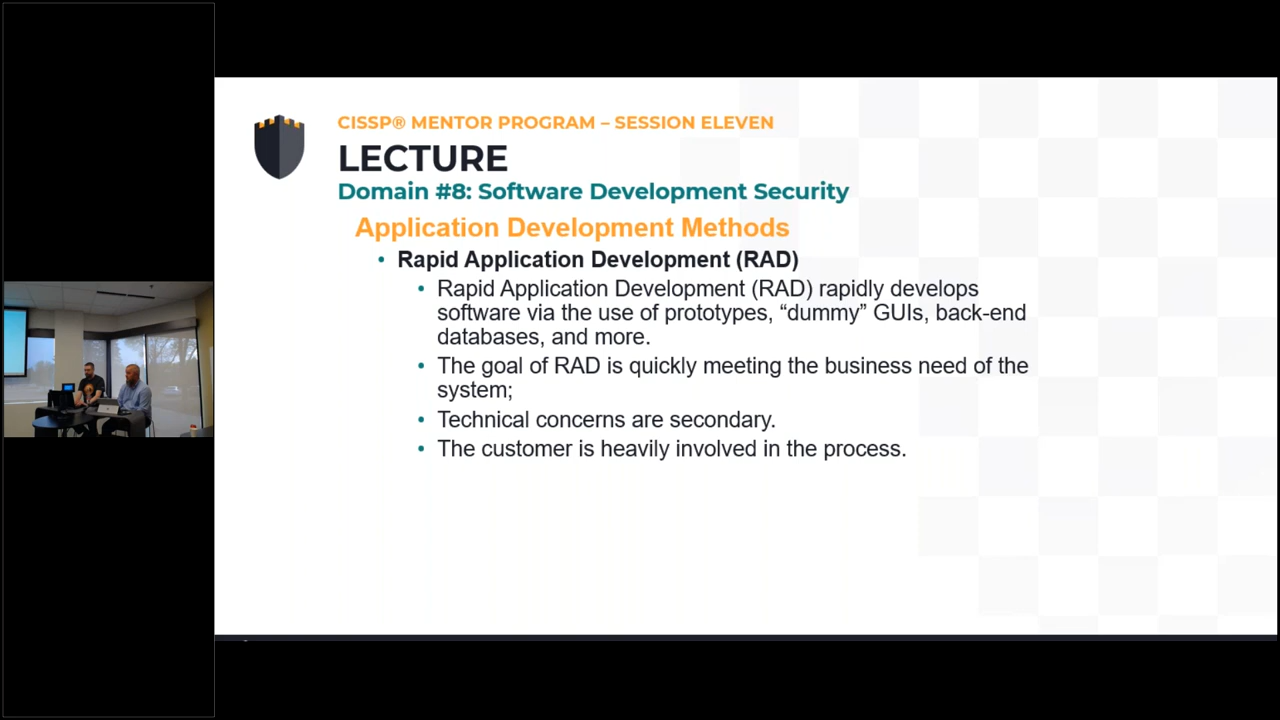 CISSP® MENTOR PROGRAM – SESSION ELEVEN
LECTURE
Domain #8: Software Development Security
Application Development Methods
• Rapid Application Development (RAD)
• Rapid Application Development (RAD) rapidly develops
software via the use of prototypes, “dummy” GUIs, back-end
databases, and more.
• The goal of RAD is quickly meeting the business need of the
system;
• Technical concerns are secondary.
• The customer is heavily involved in the process.